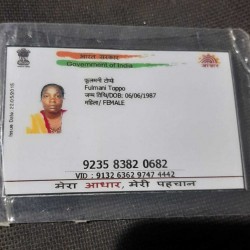 भारत सरकार
Government of India
फुलमनी टोप्पो
Fulmani Toppo
जन्म तिथि/DOB: 06/06/1987
महिला/ FEMALE
9235 8382 0682
VID : 9132 6362 9747 4442
मेरा आधार, मेरी पहचान